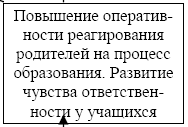 Повышение оператив-
ности реагирования
родителей на процесс
образования. Развитие
чувства ответствен-
ности у учащихся